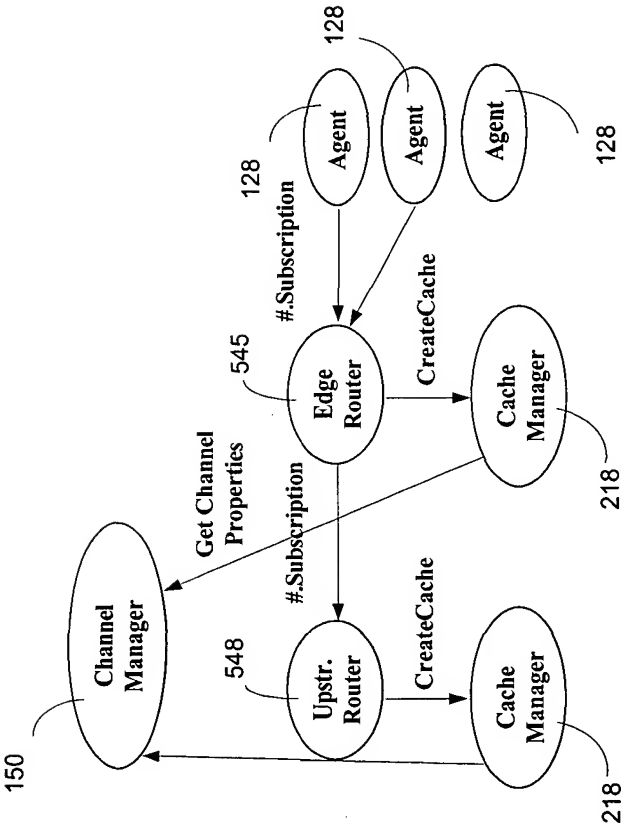 150
Channel
Manager
Get Channel
Properties
548
Upstr.
Router
#.Subscription
545
Edge
Router
#.Subscription
128
Agent
128
Agent
Agent
128
CreateCache
CreateCache
Cache
Manager
218
Cache
Manager
218